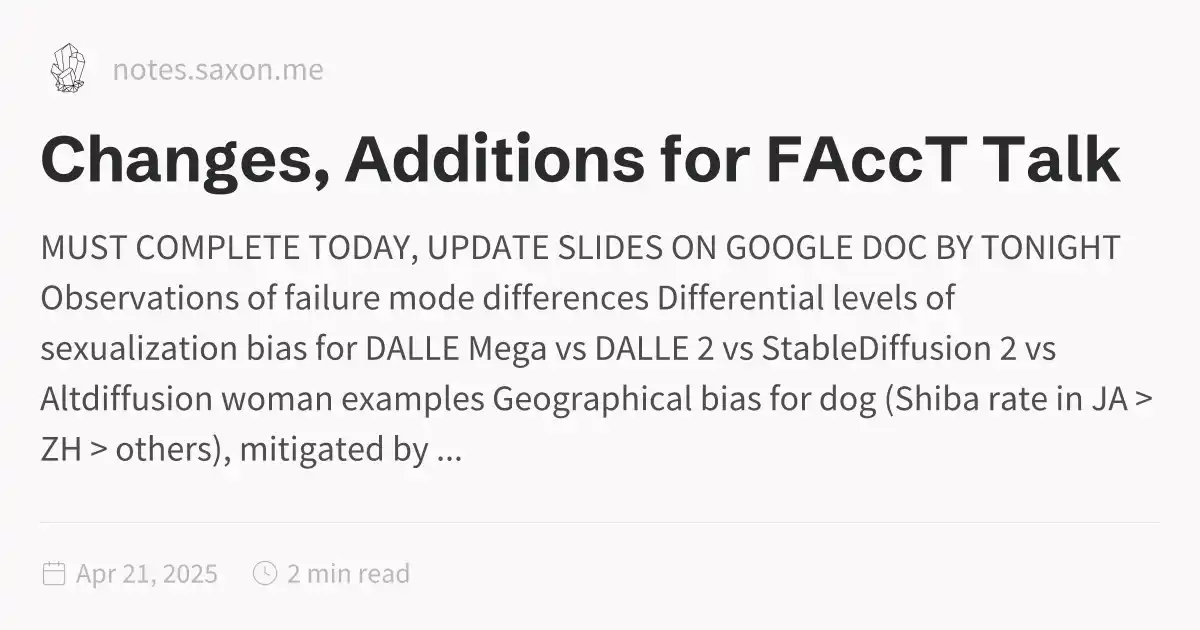 notes.saxon.me
Changes, Additions for FAccT Talk
MUST COMPLETE TODAY, UPDATE SLIDES ON GOOGLE DOC BY TONIGHT
Observations of failure mode differences Differential levels of
sexualization bias for DALLE Mega vs DALLE 2 vs StableDiffusion 2 vs
Altdiffusion woman examples Geographical bias for dog (Shiba rate in JA >
ZH > others), mitigated by ...
Apr 21, 2025 2 min read